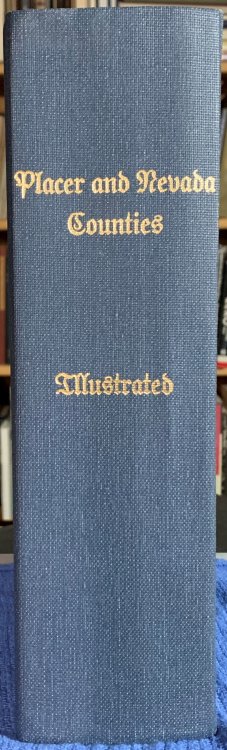 Placer and Nevada
Counties
Illustrated